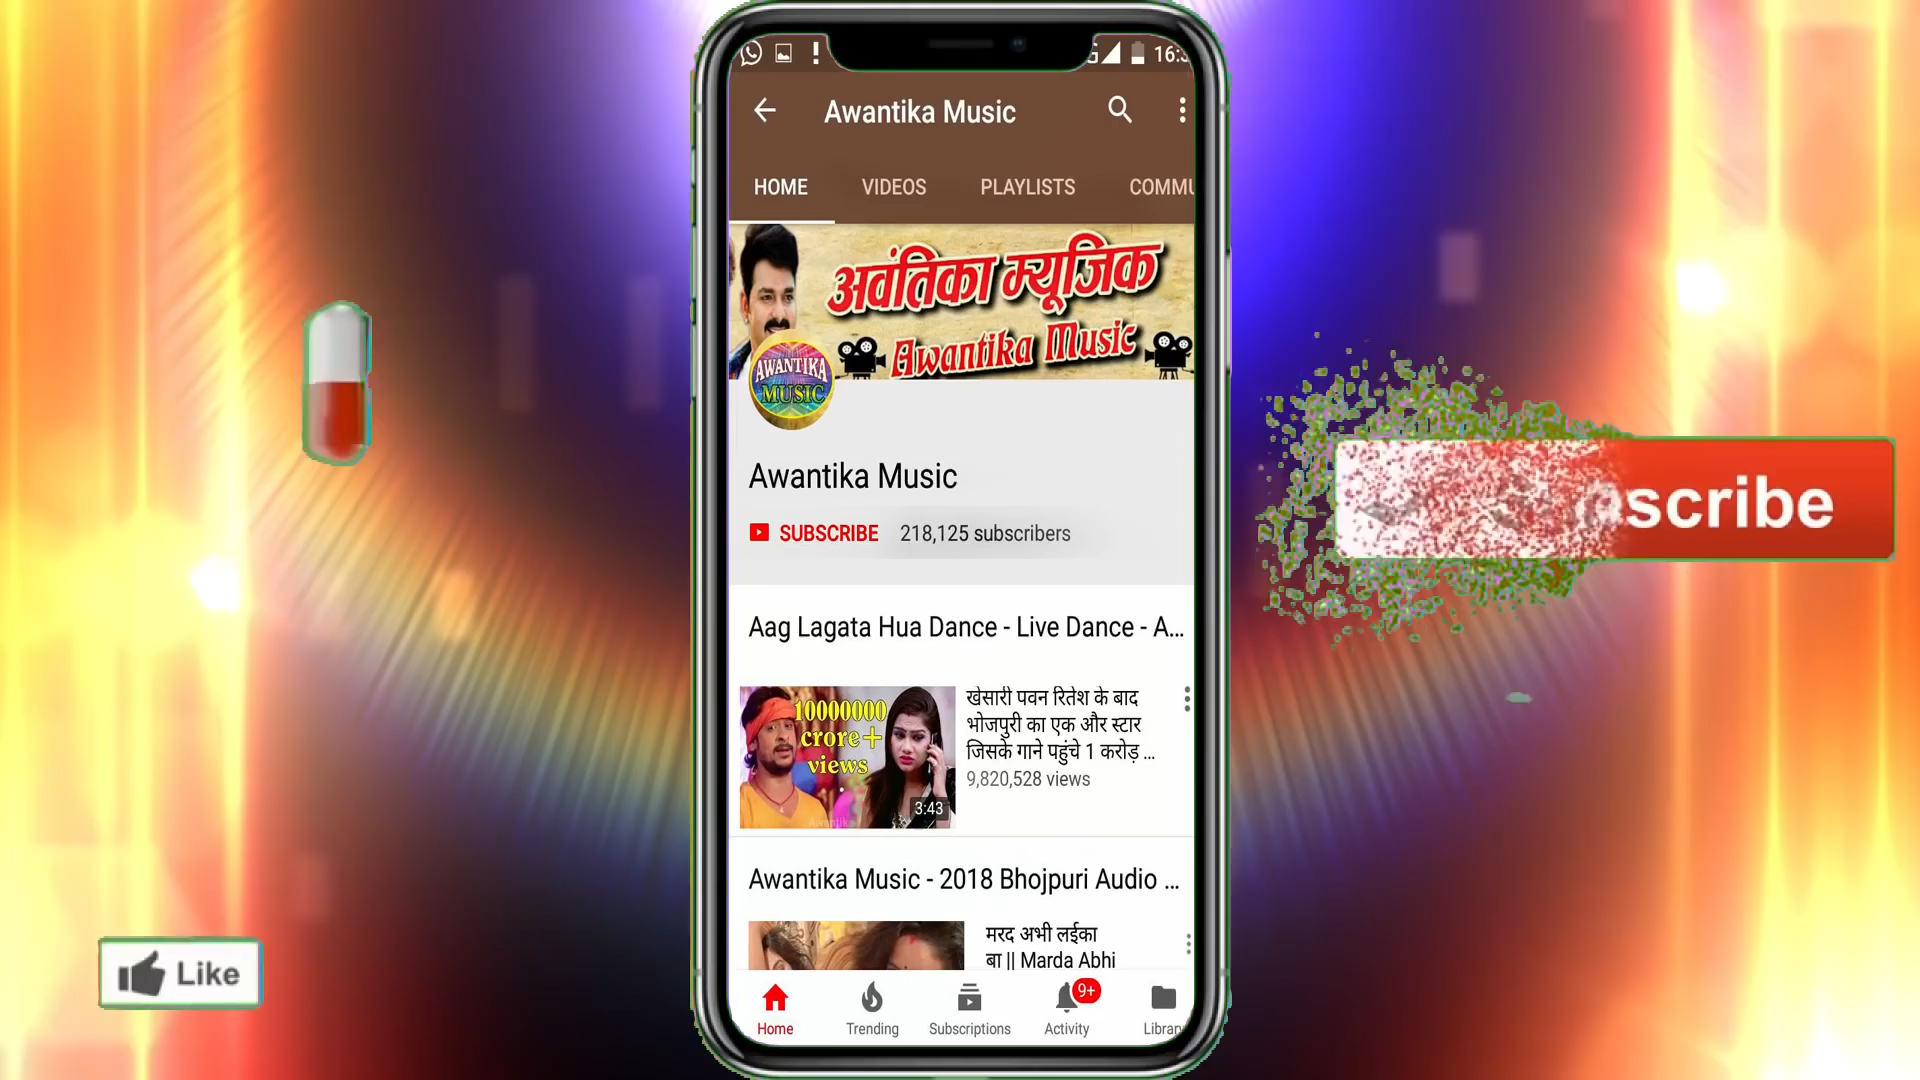 Awantika Music
HOME VIDEOS PLAYLISTS COMMU
अवंतिका म्यूजिक
Awantika Music
AWANTIKA
MUSIC
Awantika Music
SUBSCRIBE 218,125 subscribers
scribe
Aag Lagata Hua Dance - Live Dance - A...
10000000
crore+
views
3:43
खेसारी पवन रितेश के बाद
भोजपुरी का एक और स्टार
जिसके गाने पहुंचे 1 करोड़ ...
9,820,528 views
Awantika Music - 2018 Bhojpuri Audio ...
मरद अभी लईका
बा || Marda Abhi
Like
9+
Home Trending Subscriptions Activity Library